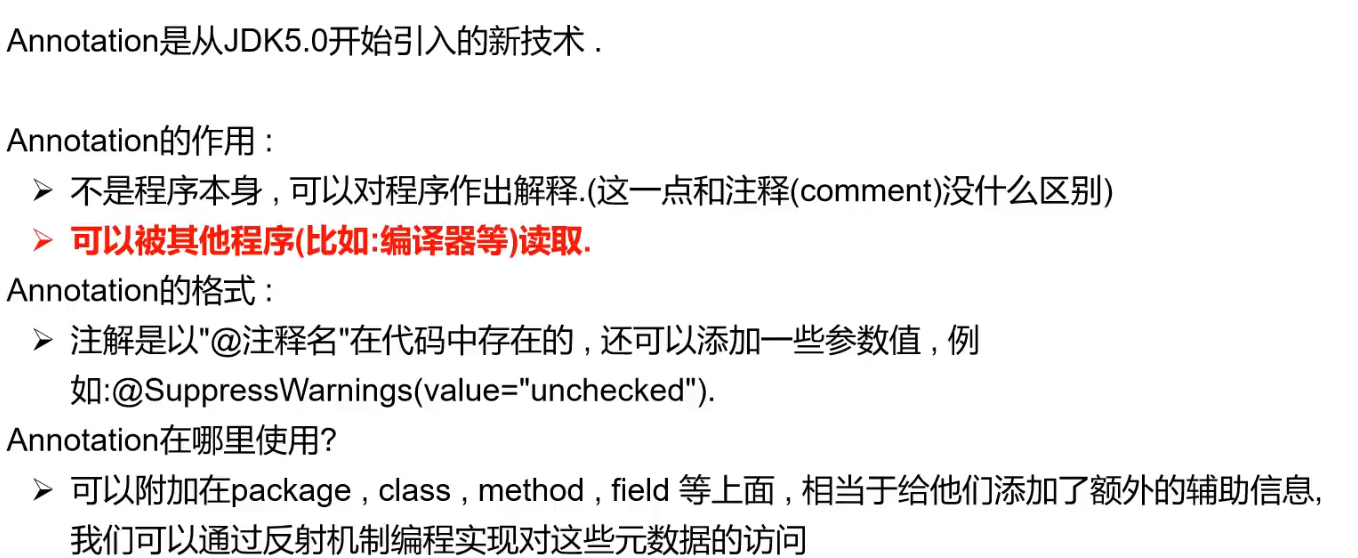 Annotation是从JDK5.0开始引入的新技术 .
Annotation的作用 :
➢ 不是程序本身 , 可以对程序作出解释.(这一点和注释(comment)没什么区别)
➢ 可以被其他程序(比如:编译器等)读取.
Annotation的格式 :
➢ 注解是以"@注释名"在代码中存在的 , 还可以添加一些参数值 , 例
如:@SuppressWarnings(value="unchecked").
Annotation在哪里使用?
➢ 可以附加在package , class , method , field 等上面 , 相当于给他们添加了额外的辅助信息,
我们可以通过反射机制编程实现对这些元数据的访问